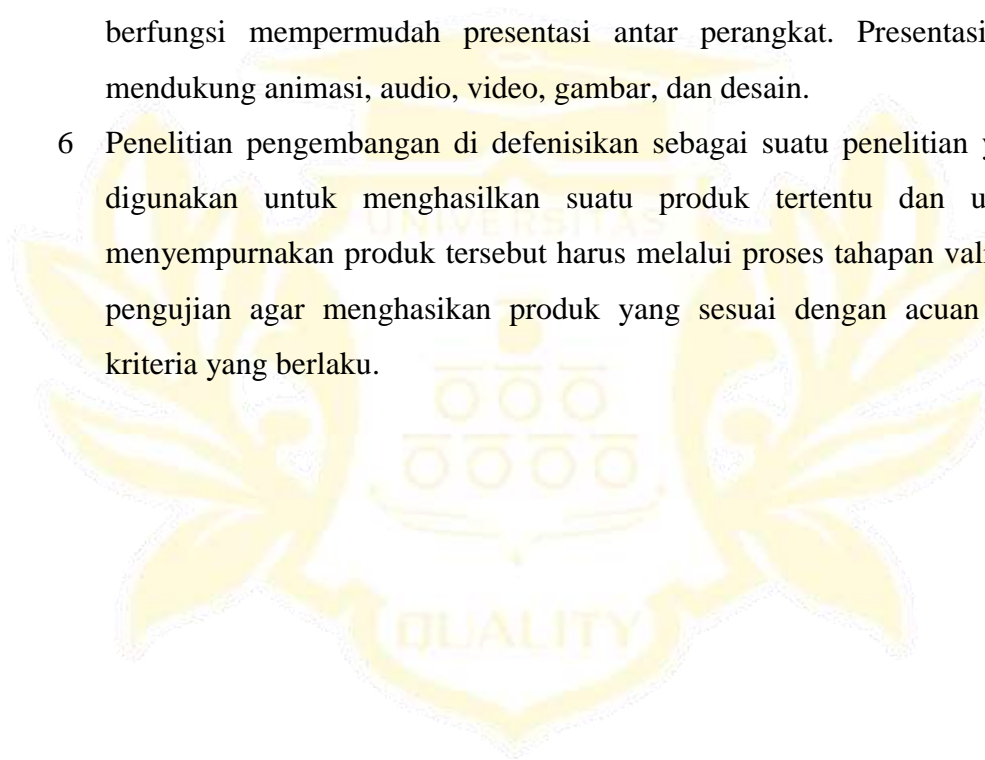 berfungsi mempermudah presentasi antar perangkat. Presentasi
mendukung animasi, audio, video, gambar, dan desain.
6 Penelitian pengembangan di defenisikan sebagai suatu penelitian
digunakan untuk menghasilkan suatu produk tertentu dan
menyempurnakan produk tersebut harus melalui proses tahapan
pengujian agar menghasikan produk yang sesuai dengan acuan
kriteria yang berlaku.
UNIVERSITAS
QUALITY